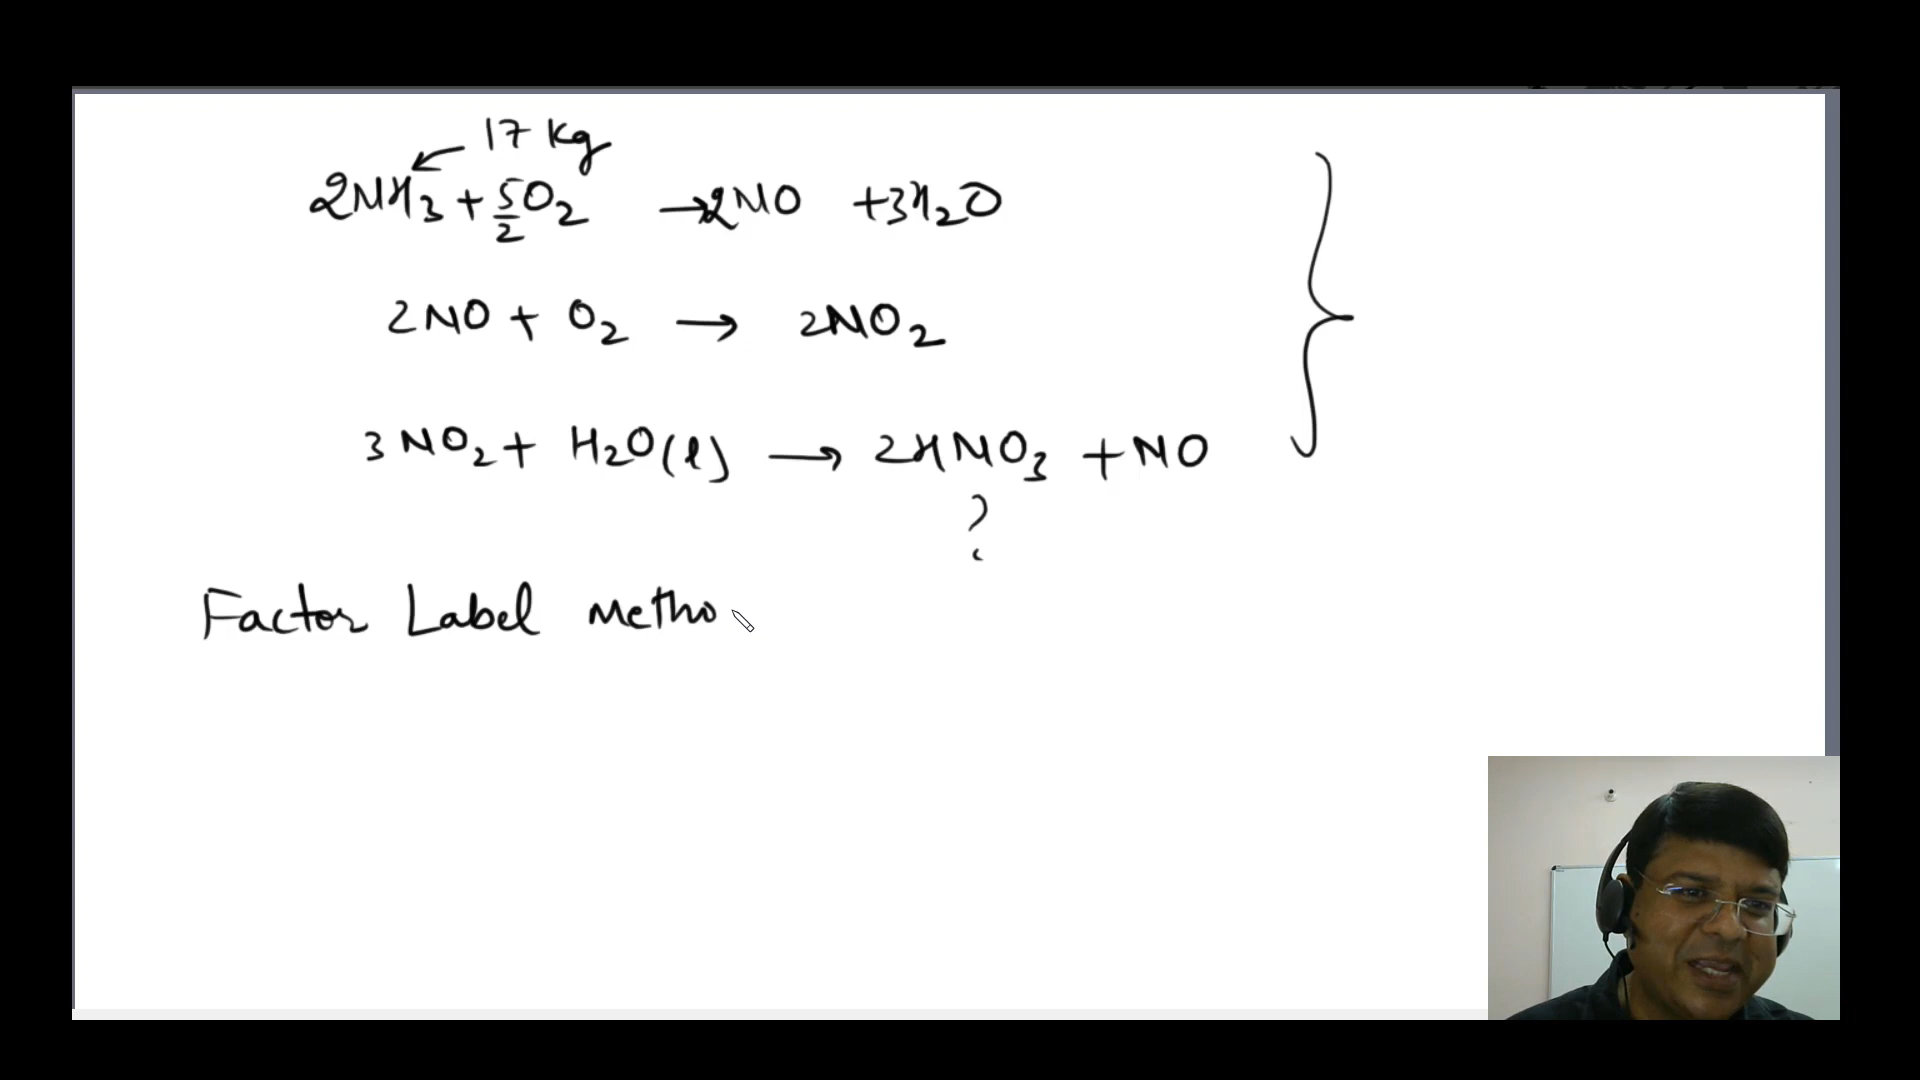 17 Kg
2NH3 + 5/2 O2 → 2NO + 3H2O
2NO + O2 → 2NO2
3NO2 + H2O(l) → 2HNO3 + NO
?
Factor Label Metho